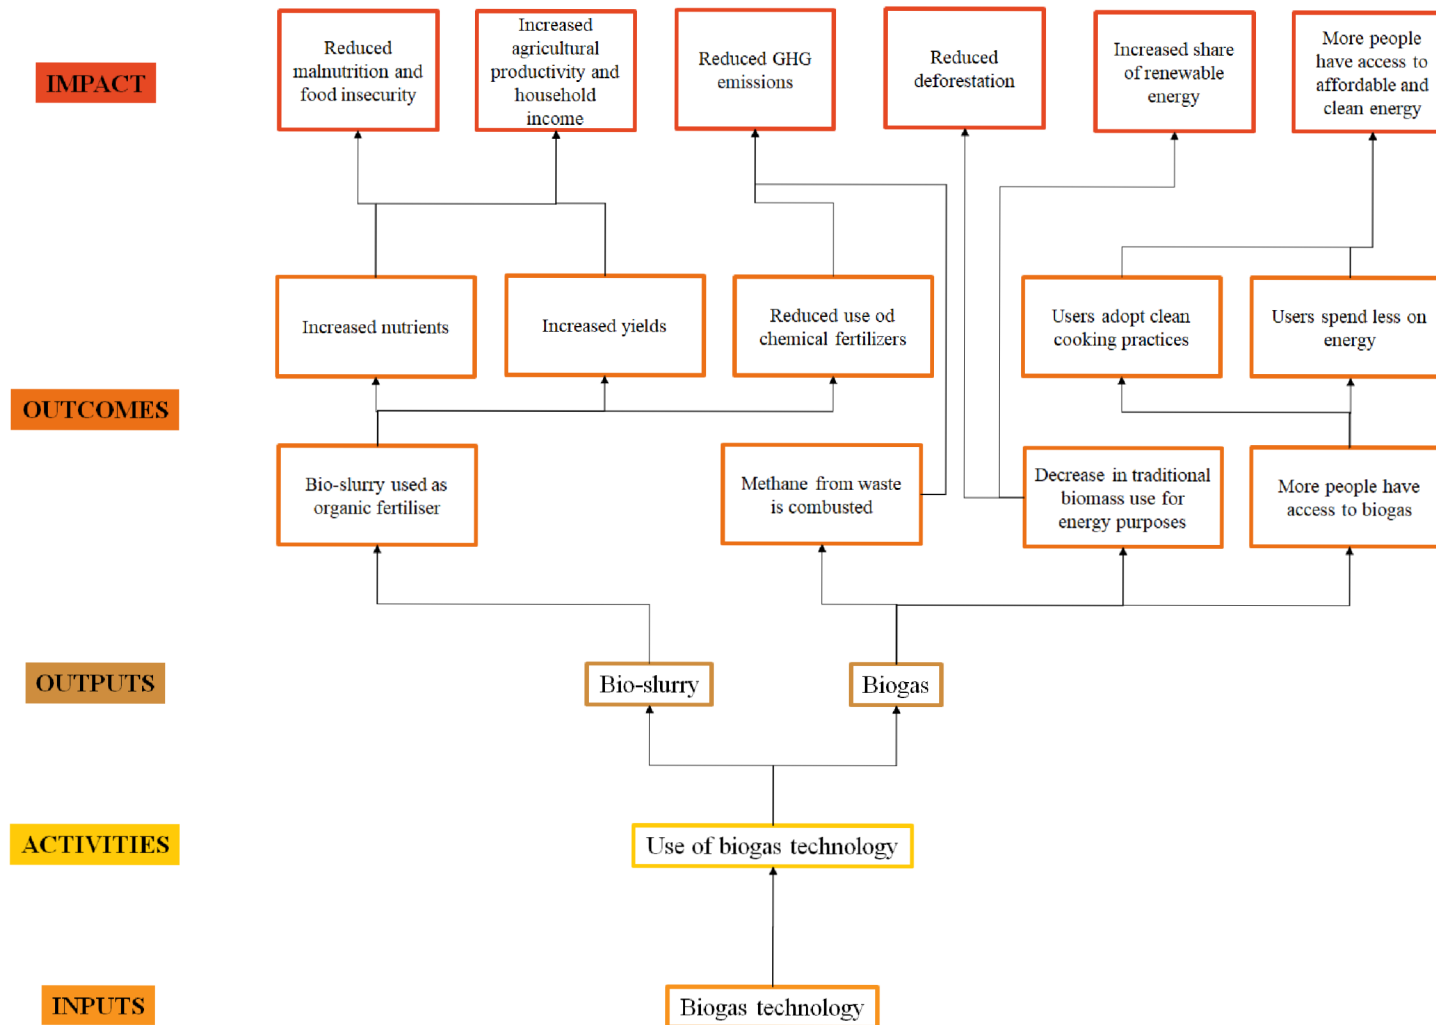 IMPACT
Reduced
malnutrition and
food insecurity
Increased
agricultural
productivity and
household
income
Reduced GHG
emissions
Reduced
deforestation
Increased share
of renewable
energy
More people
have access to
affordable and
clean energy
OUTCOMES
Increased nutrients
Increased yields
Reduced use od
chemical fertilizers
Users adopt clean
cooking practices
Users spend less on
energy
Bio-slurry used as
organic fertiliser
Methane from waste
is combusted
Decrease in traditional
biomass use for
energy purposes
More people have
access to biogas
OUTPUTS
Bio-slurry
Biogas
ACTIVITIES
Use of biogas technology
INPUTS
Biogas technology